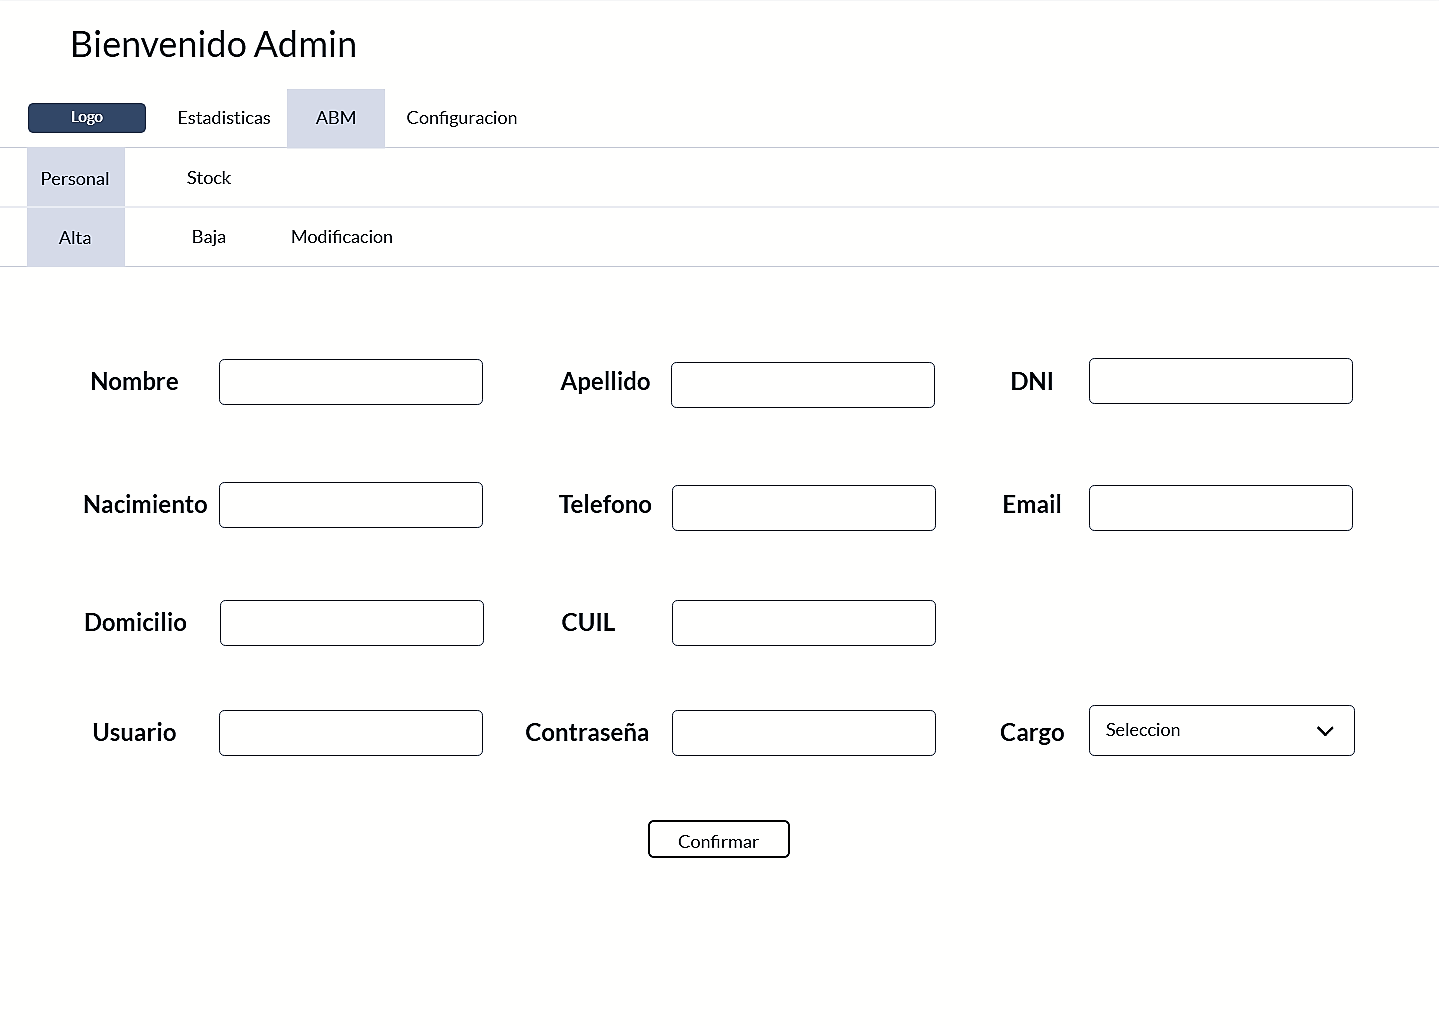 Bienvenido Admin
Logo Estadisticas ABM Configuracion
Personal Stock
Alta Baja Modificacion
Nombre Apellido DNI
Nacimiento Telefono Email
Domicilio CUIL
Usuario Contraseña Cargo Seleccion
Confirmar